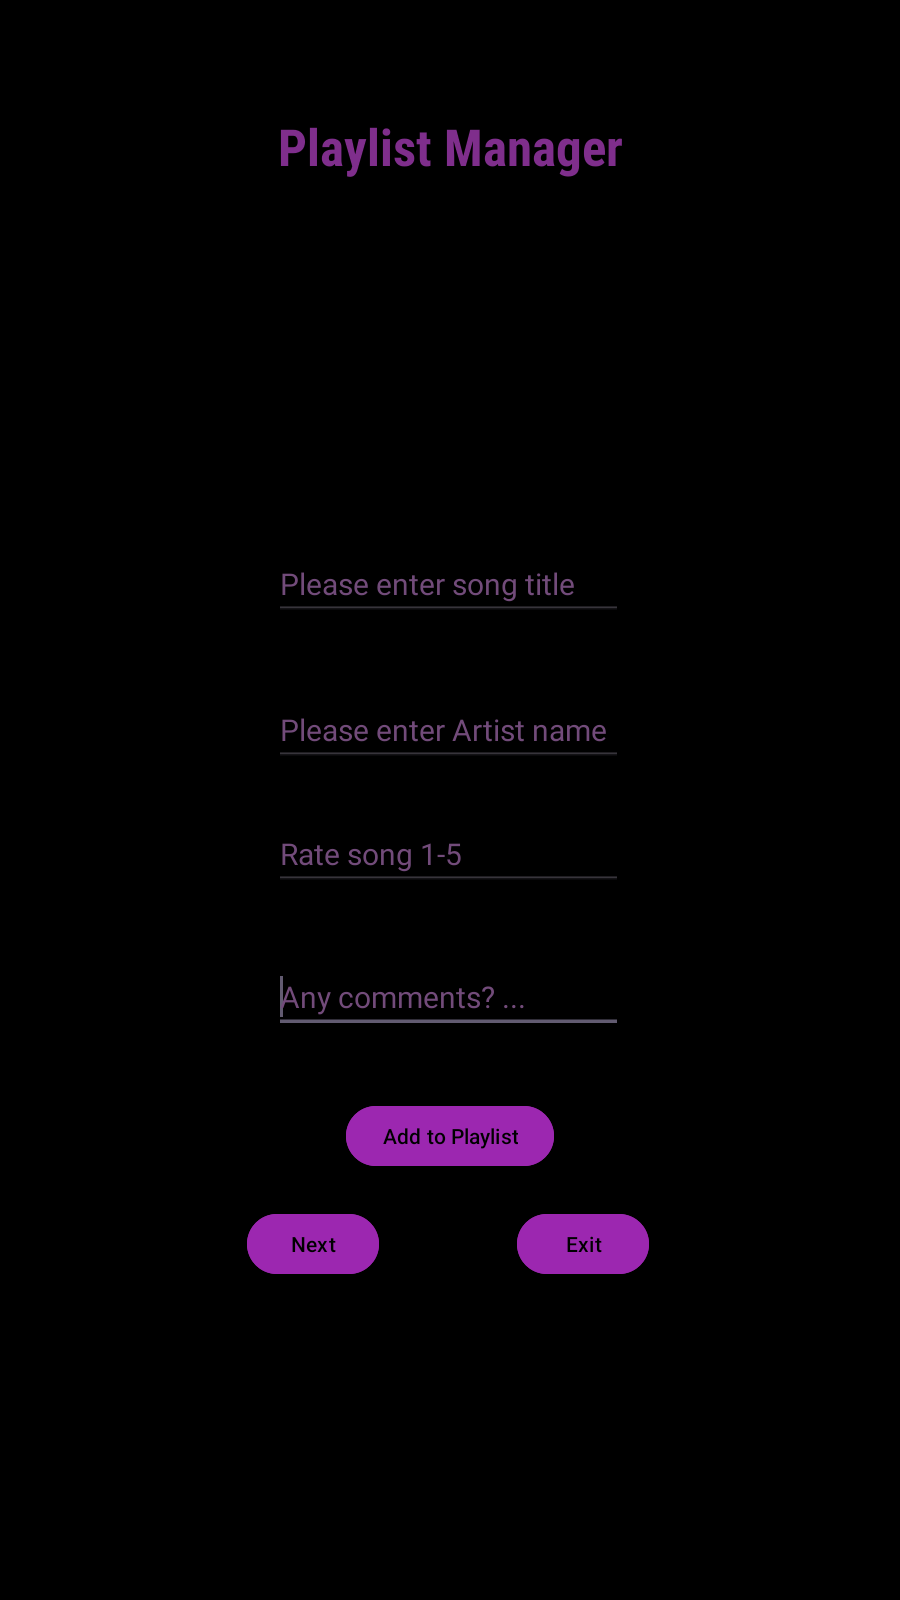 Playlist Manager
Please enter song title
Please enter Artist name
Rate song 1-5
Any comments? ...
Add to Playlist
Next
Exit